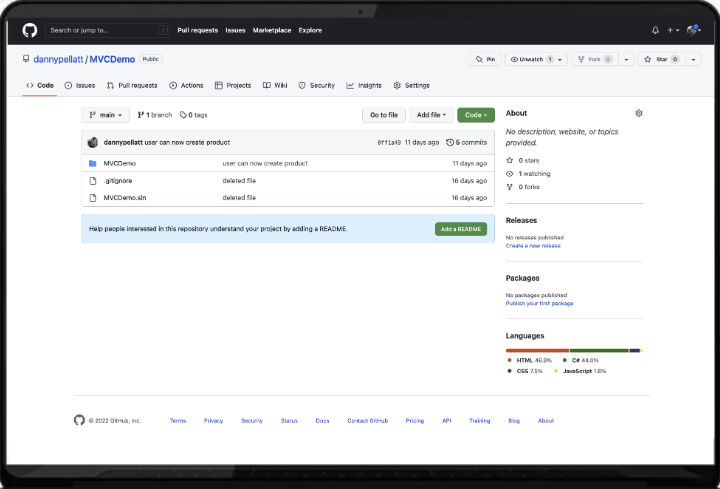 Search or jump to...
/
Pull requests Issues Marketplace Explore
dannypellatt / MVCDemo Public
Pin
Unwatch 1
Fork 0
Star 0
Code Issues Pull requests Actions Projects Wiki Security Insights Settings
main 1 branch 0 tags
Go to file Add file Code
dannypellatt user can now create product 0ff1a49 11 days ago 5 commits
MVCDemo user can now create product 11 days ago
.gitignore deleted file 16 days ago
MVCDemo.sln deleted file 16 days ago
Help people interested in this repository understand your project by adding a README.
Add a README
About
No description, website, or topics
provided.
0 stars
1 watching
0 forks
Releases
No releases published
Create a new release
Packages
No packages published
Publish your first package
Languages
HTML 46.9% C# 44.0%
CSS 7.5% JavaScript 1.6%
© 2022 GitHub, Inc. Terms Privacy Security Status Docs Contact GitHub Pricing API Training Blog About